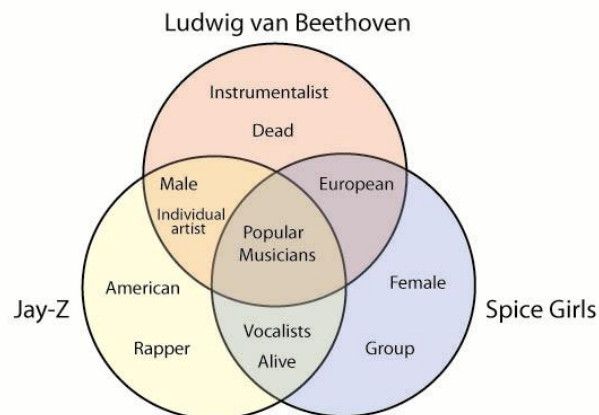 Ludwig van Beethoven
Instrumentalist
Dead
Male
European
Individual
artist
Popular
Musicians
American
Female
Jay-Z
Spice Girls
Vocalists
Rapper
Group
Alive